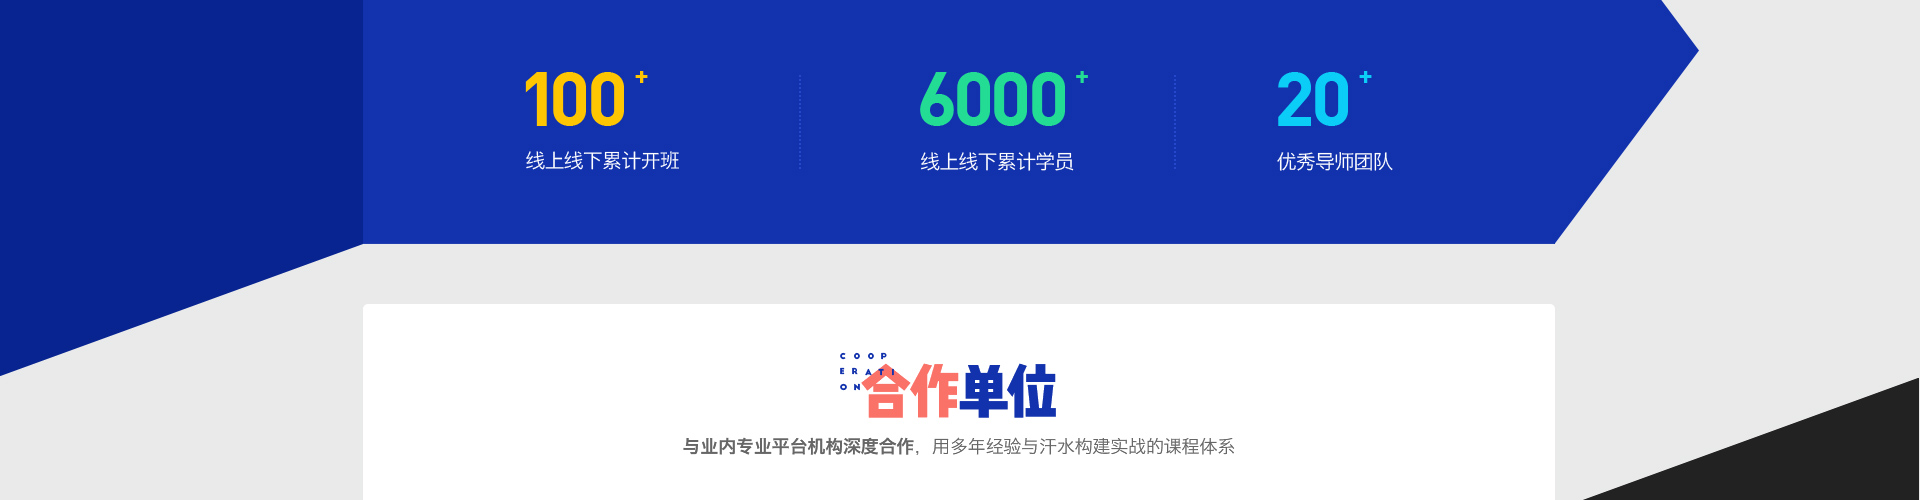 100+
6000+
20+
线上线下累计开班
线上线下累计学员
优秀导师团队
COOP
ERATI
ON
合作单位
与业内专业平台机构深度合作，用多年经验与汗水构建实战的课程体系